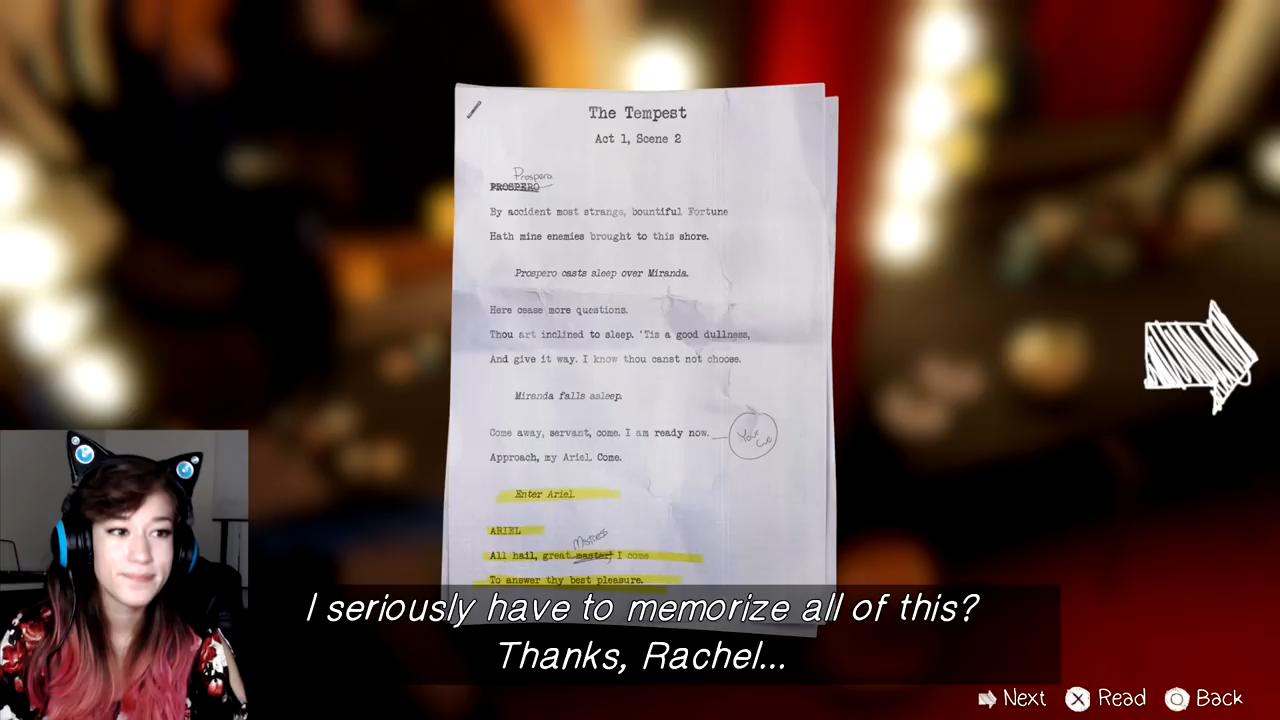 The Tempest
Act 1, Scene 2
Prospera
PROSPERO
By accident most strange, bountiful Fortune
Hath mine enemies brought to this shore.
Prospero casts sleep over Miranda.
Here cease more questions.
Thou art inclined to sleep. 'Tis a good dullness,
And give it way. I know thou canst not choose.
Miranda falls asleep.
Come away, servant, come. I am ready now.
Your cue
Approach, my Ariel. Come.
Enter Ariel.
ARIEL
Mistress
All hail, great master, I come
To answer thy best pleasure.
I seriously have to memorize all of this?
Thanks, Rachel...
Next Read Back